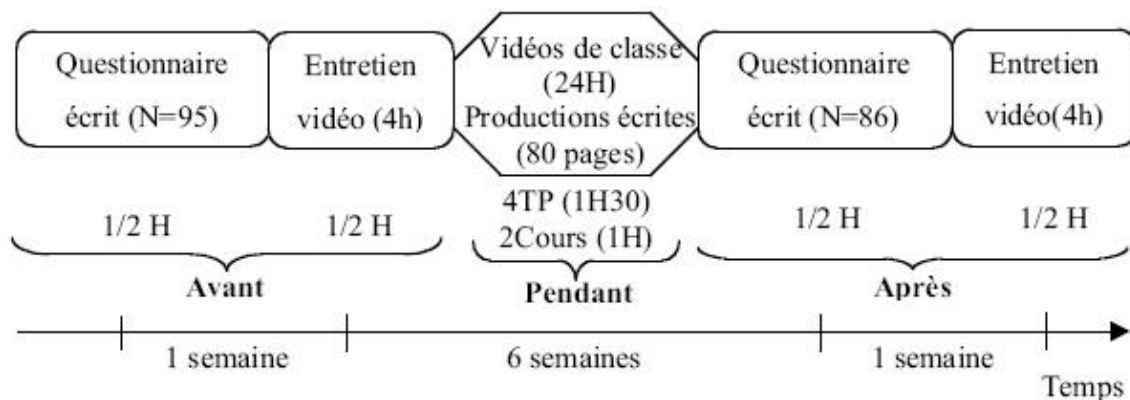 Questionnaire
écrit (N=95)
Entretien
vidéo (4h)
Vidéos de classe
(24H)
Productions écrites
(80 pages)
Questionnaire
écrit (N=86)
Entretien
vidéo(4h)
1/2 H
1/2 H
4TP (1H30)
2Cours (1H)
1/2 H
1/2 H
Avant
Pendant
Après
1 semaine
6 semaines
1 semaine
Temps